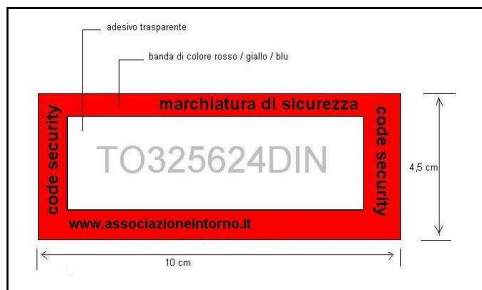 adesivo trasparente
banda di colore rosso / giallo / blu
marchiatura di sicurezza
code security
TO325624DIN
code security
www.associazioneintorno.it
4,5 cm
10 cm